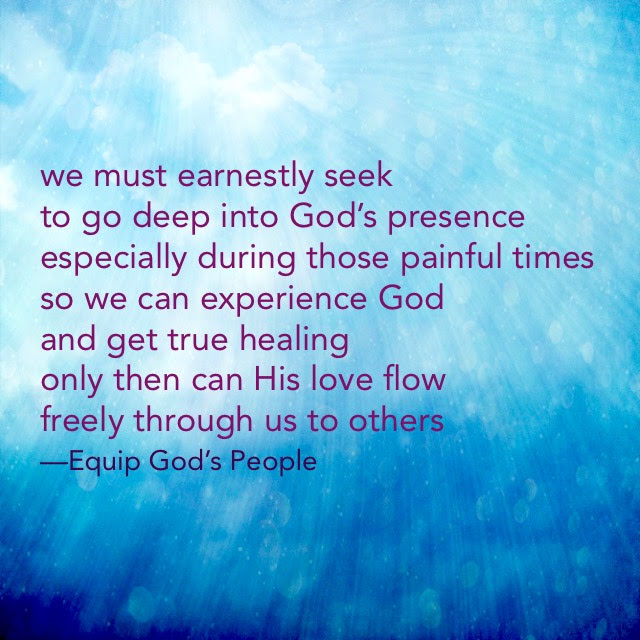 we must earnestly seek
to go deep into God’s presence
especially during those painful times
so we can experience God
and get true healing
only then can His love flow
freely through us to others
—Equip God’s People